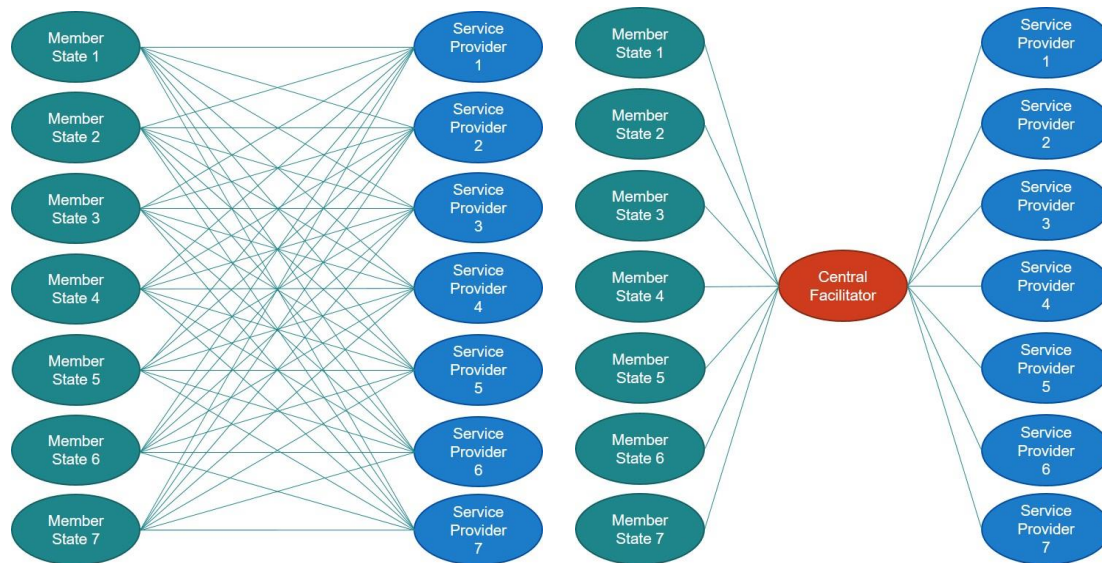 Member
State 1
Member
State 2
Member
State 3
Member
State 4
Member
State 5
Member
State 6
Member
State 7
Service
Provider
1
Service
Provider
2
Service
Provider
3
Service
Provider
4
Service
Provider
5
Service
Provider
6
Service
Provider
7
Member
State 1
Member
State 2
Member
State 3
Member
State 4
Member
State 5
Member
State 6
Member
State 7
Central
Facilitator
Service
Provider
1
Service
Provider
2
Service
Provider
3
Service
Provider
4
Service
Provider
5
Service
Provider
6
Service
Provider
7